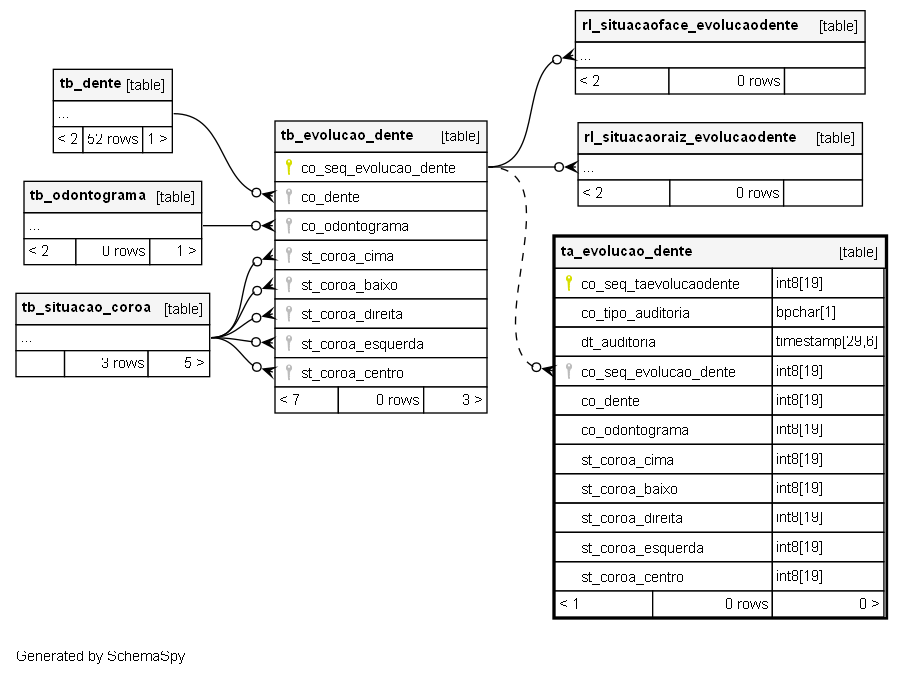 rl_situacaoface_evolucaodente [table]
...
< 2 0 rows
tb_dente [table]
...
< 2 52 rows 1 >
tb_evolucao_dente [table]
co_seq_evolucao_dente
co_dente
co_odontograma
st_coroa_cima
st_coroa_baixo
st_coroa_direita
st_coroa_esquerda
st_coroa_centro
< 7 0 rows 3 >
rl_situacaoraiz_evolucaodente [table]
...
< 2 0 rows
tb_odontograma [table]
...
< 2 0 rows 1 >
tb_situacao_coroa [table]
...
3 rows 5 >
ta_evolucao_dente [table]
co_seq_taevolucaodente int8[19]
co_tipo_auditoria bpchar[1]
dt_auditoria timestamp[29,6]
co_seq_evolucao_dente int8[19]
co_dente int8[19]
co_odontograma int8[19]
st_coroa_cima int8[19]
st_coroa_baixo int8[19]
st_coroa_direita int8[19]
st_coroa_esquerda int8[19]
st_coroa_centro int8[19]
< 1 0 rows 0 >
Generated by SchemaSpy